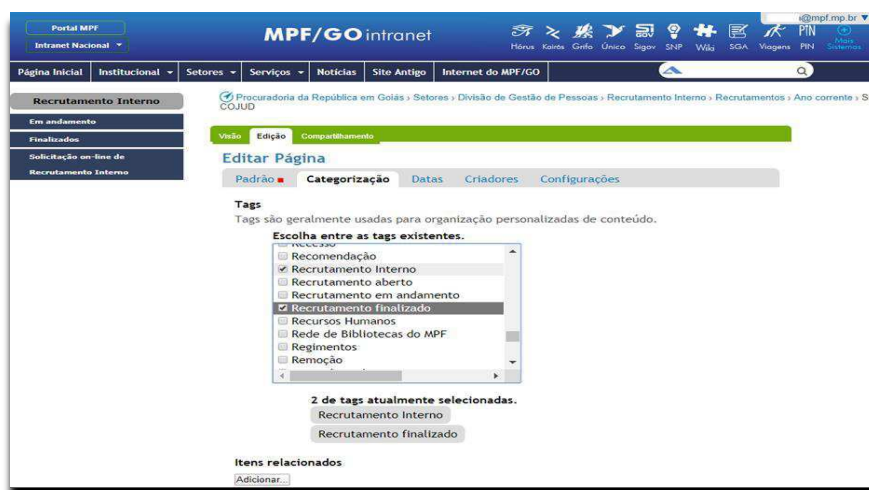 @mpf.mp.br
Portal MPF
Intranet Nacional
MPF/GO intranet
Hórus Kairós Grifo Único Sigov SNP Wiki SGA Viagens PIN Mais Sistemas
Página Inicial Institucional Setores Serviços Notícias Site Antigo Internet do MPF/GO
Recrutamento Interno
Em andamento
Finalizados
Solicitação on-line de
Recrutamento Interno
Procuradoria da República em Goiás › Setores › Divisão de Gestão de Pessoas › Recrutamento Interno › Recrutamentos › Ano corrente › S
COJUD
Visão Edição Compartilhamento
Editar Página
Padrão Categorização Datas Criadores Configurações
Tags
Tags são geralmente usadas para organização personalizadas de conteúdo.
Escolha entre as tags existentes.
Recesso
Recomendação
Recrutamento Interno
Recrutamento aberto
Recrutamento em andamento
Recrutamento finalizado
Recursos Humanos
Rede de Bibliotecas do MPF
Regimentos
Remoção
2 de tags atualmente selecionadas.
Recrutamento Interno
Recrutamento finalizado
Itens relacionados
Adicionar...